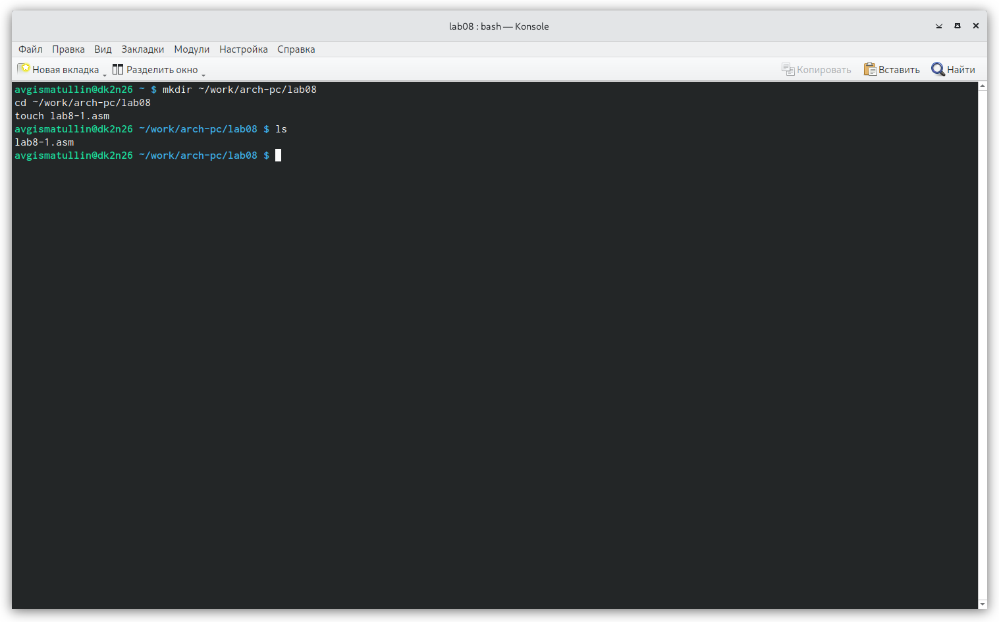 lab08 : bash — Konsole
Файл Правка Вид Закладки Модули Настройка Справка
Новая вкладка Разделить окно Копировать Вставить Найти
avgismatullin@dk2n26 ~ $ mkdir ~/work/arch-pc/lab08
cd ~/work/arch-pc/lab08
touch lab8-1.asm
avgismatullin@dk2n26 ~/work/arch-pc/lab08 $ ls
lab8-1.asm
avgismatullin@dk2n26 ~/work/arch-pc/lab08 $